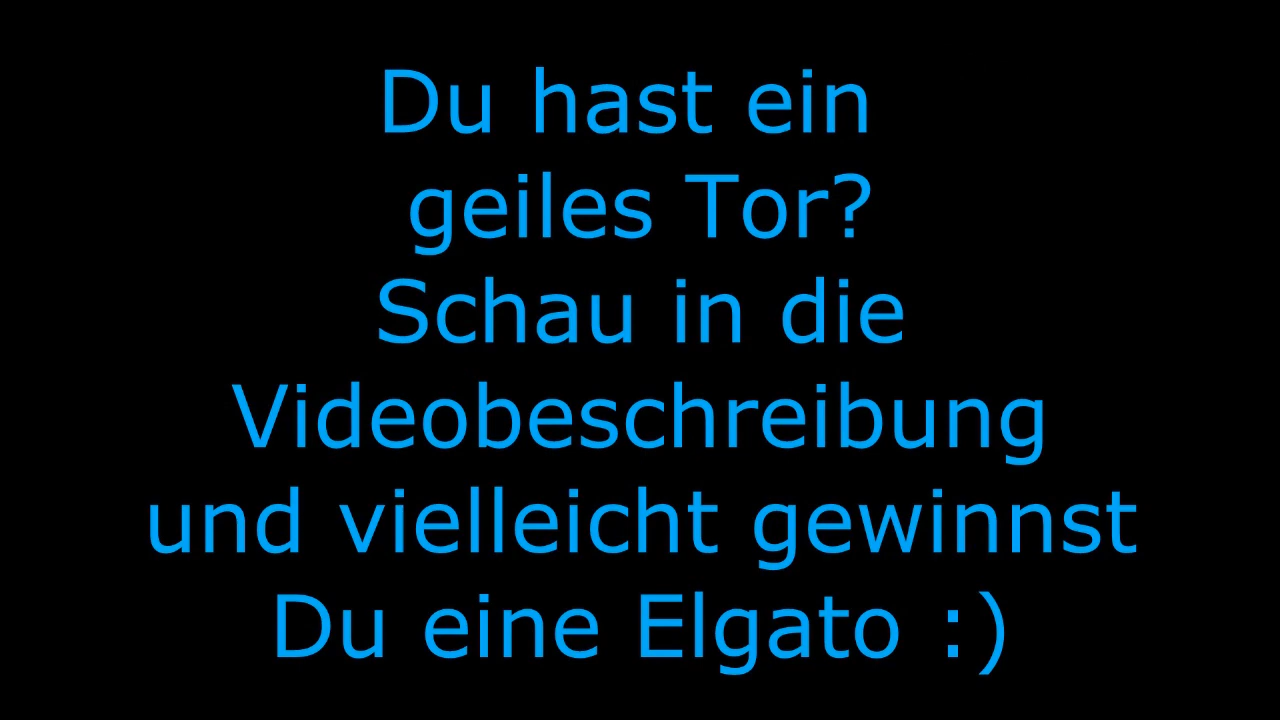 Du hast ein
geiles Tor?
Schau in die
Videobeschreibung
und vielleicht gewinnst
Du eine Elgato :)